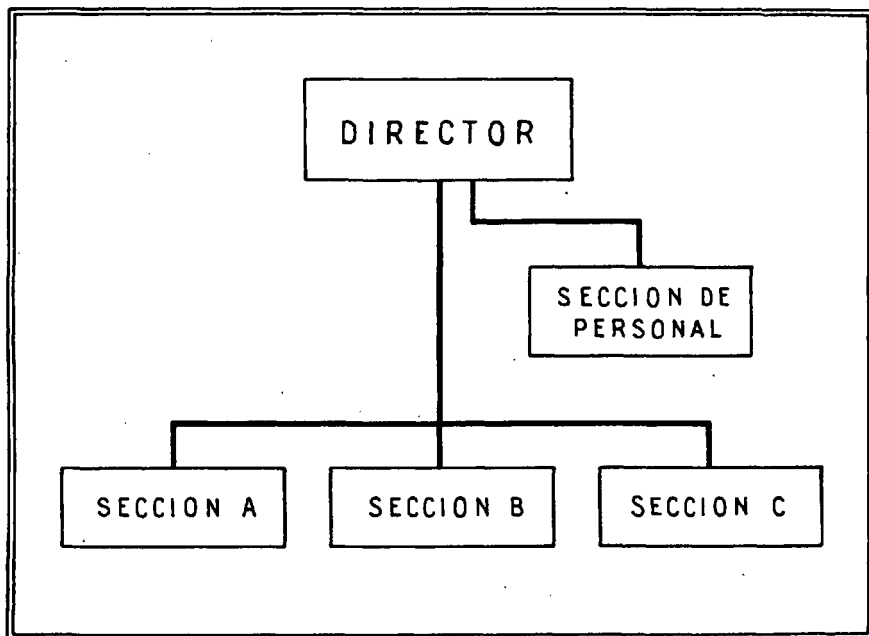 DIRECTOR
SECCION DE
PERSONAL
SECCION A
SECCION B
SECCION C